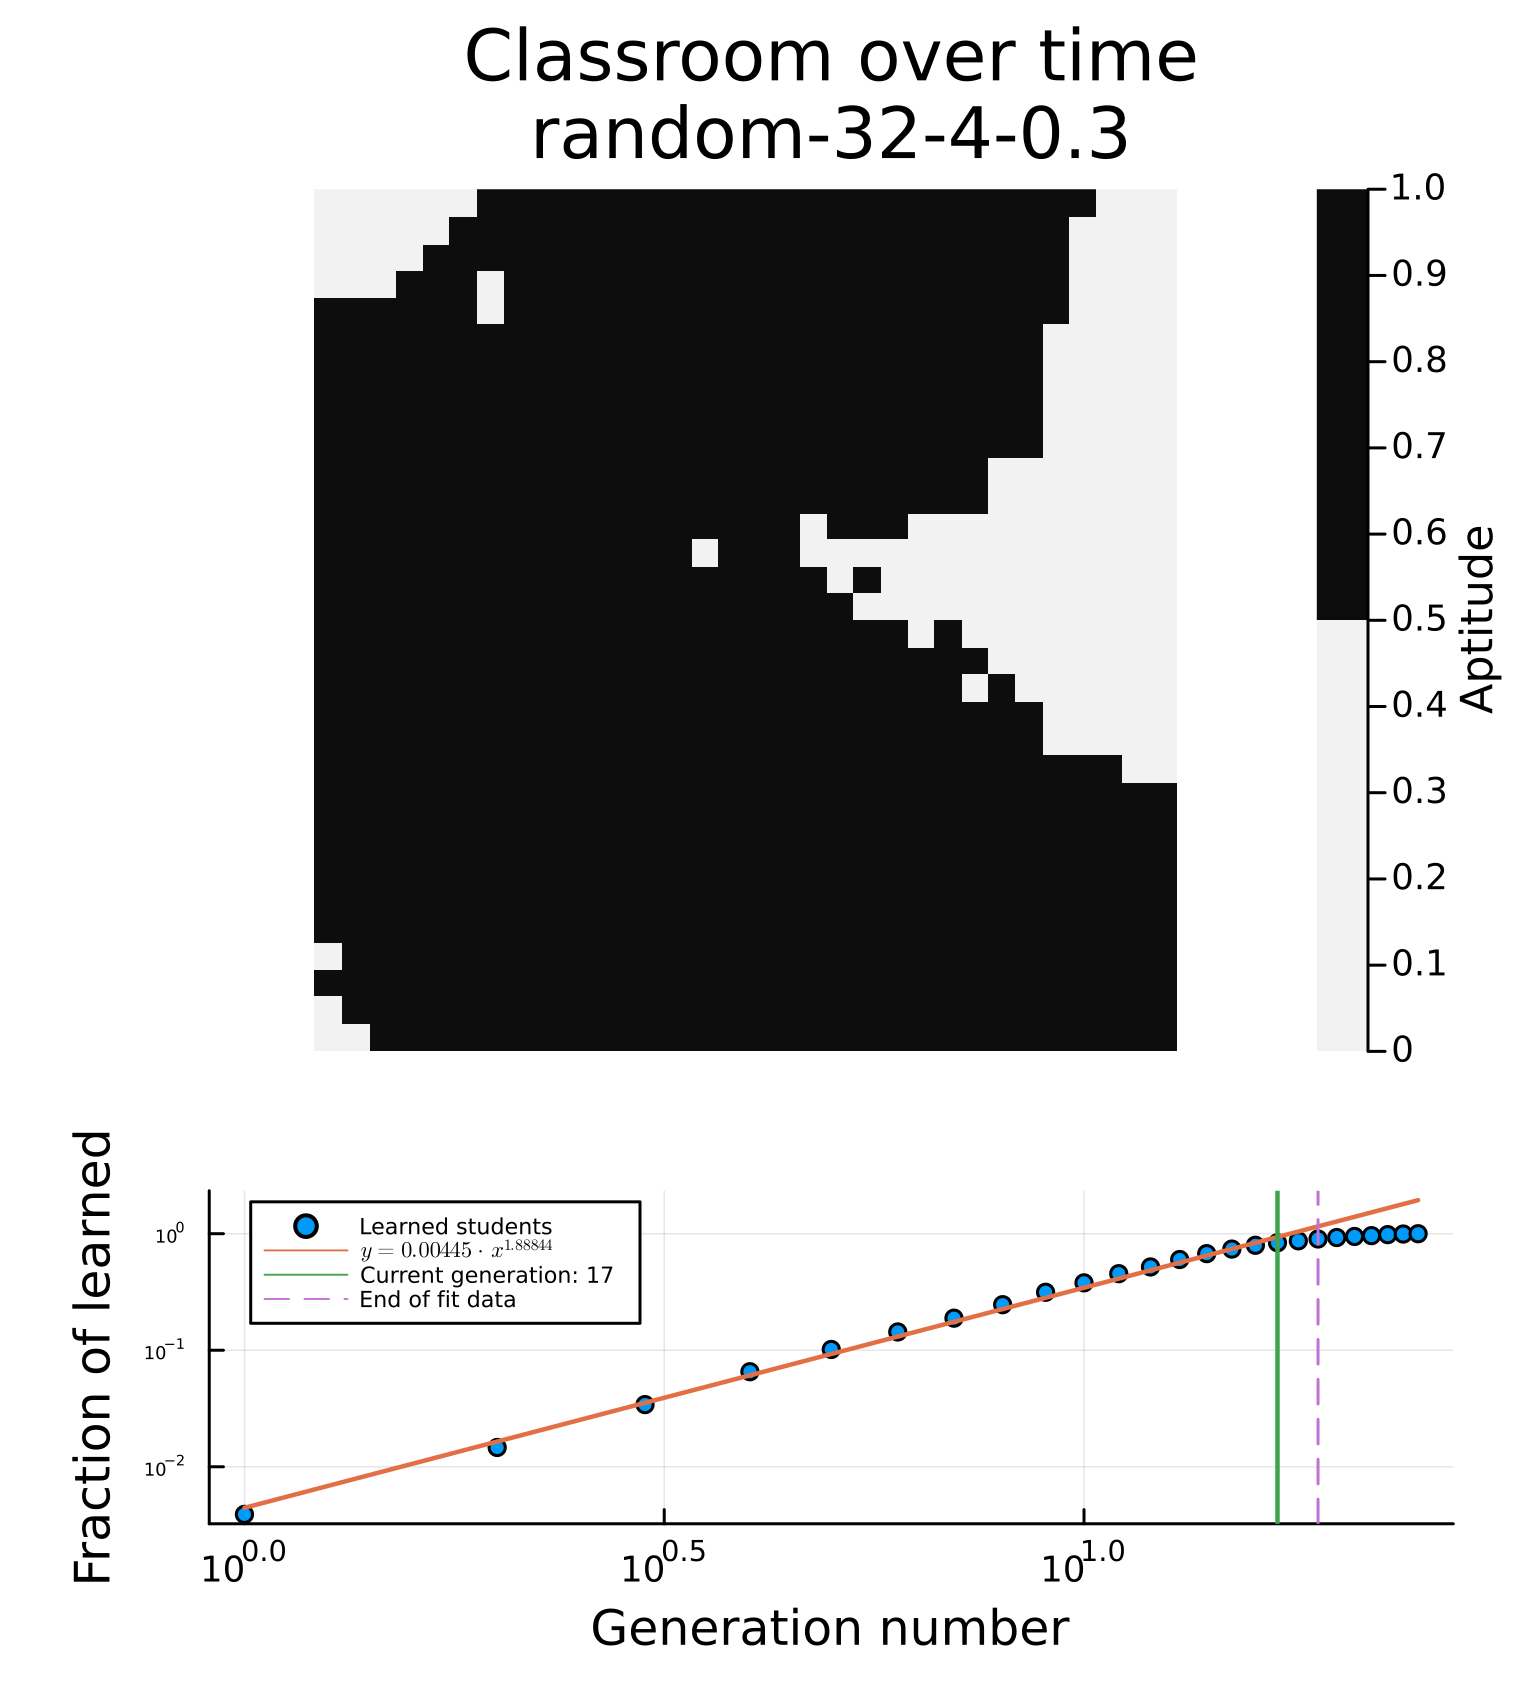 Classroom over time
random-32-4-0.3
1.0
0.9
0.8
0.7
0.6
0.5
0.4
0.3
0.2
0.1
0
Aptitude
Fraction of learned
10⁰
10⁻¹
10⁻²
Learned students
y = 0.00445 · x^1.88844
Current generation: 17
End of fit data
10^0.0
10^0.5
10^1.0
Generation number